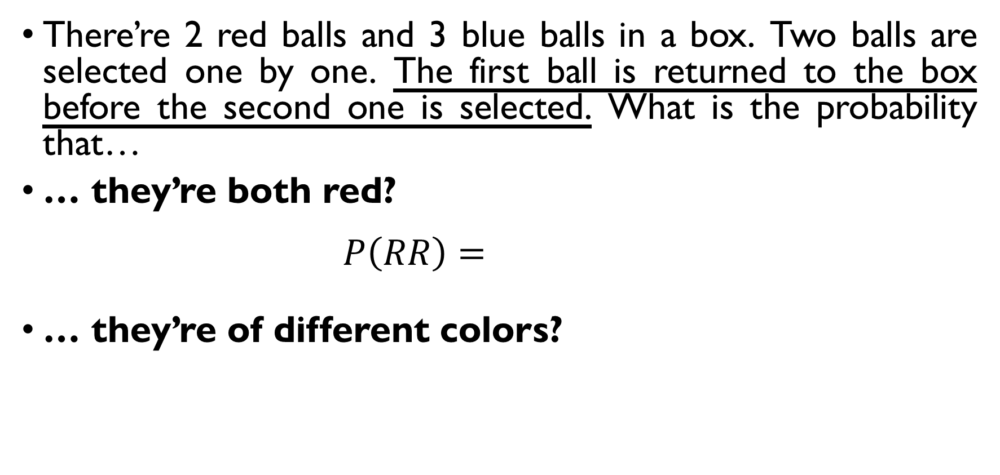 • There’re 2 red balls and 3 blue balls in a box. Two balls are
selected one by one. The first ball is returned to the box
before the second one is selected. What is the probability
that…
• … they’re both red?
𝑃(𝑅𝑅) =
• … they’re of different colors?